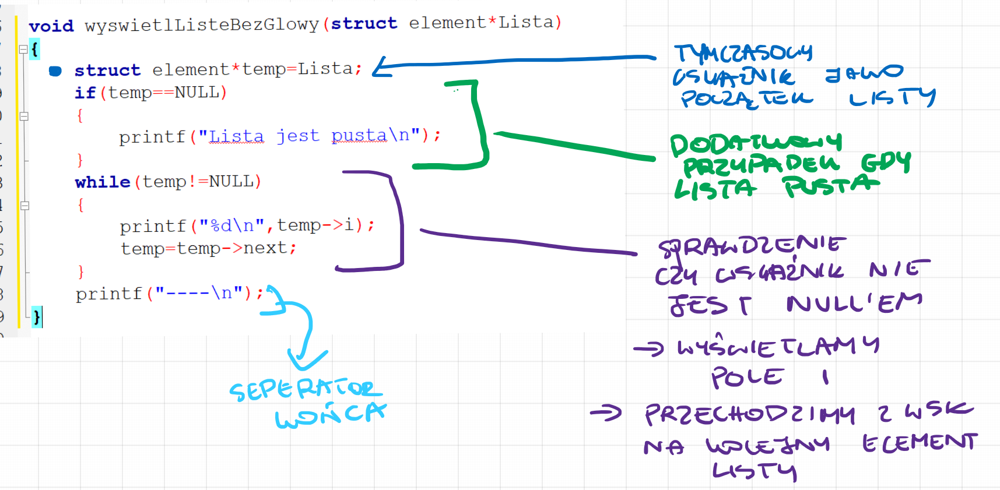 void wyswietlListeBezGlowy(struct element*Lista)
{
struct element*temp=Lista;
if(temp==NULL)
{
printf("Lista jest pusta\n");
}
while(temp!=NULL)
{
printf("%d\n",temp->i);
temp=temp->next;
}
printf("----\n");
}
TYMCZASOWY
WSKAŹNIK JAKO
POCZĄTEK LISTY
DODATKOWY
PRZYPADEK GDY
LISTA PUSTA
SPRAWDZENIE
CZY WSKAŹNIK NIE
JEST NULL'EM
→ WYŚWIETLAMY
POLE I
→ PRZECHODZIMY Z WSK
NA KOLEJNY ELEMENT
LISTY
SEPERATOR
KOŃCA